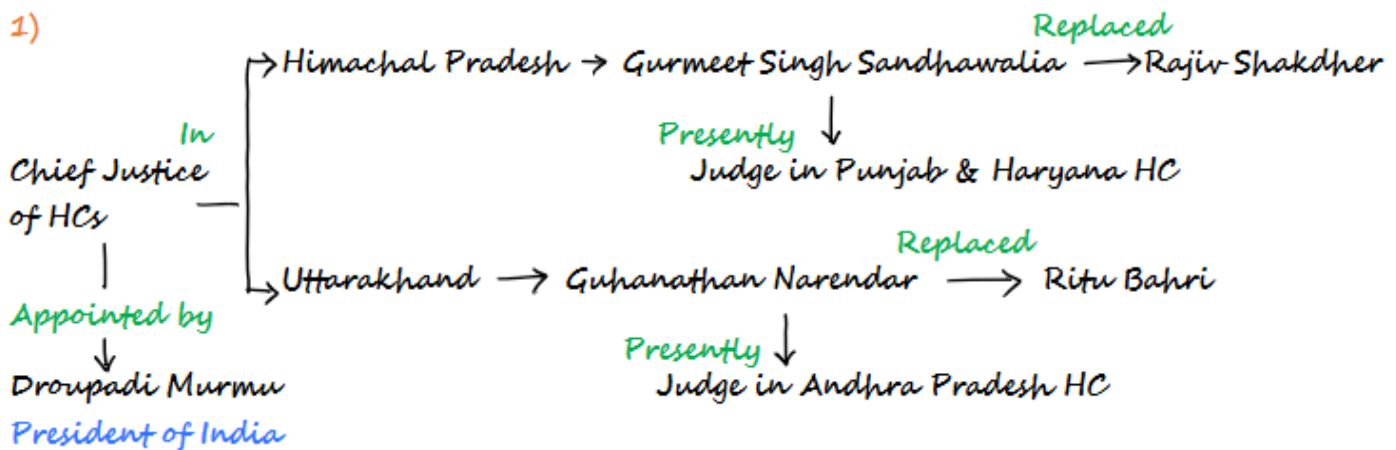 1)
Replaced
Himachal Pradesh → Gurmeet Singh Sandhawalia → Rajiv Shakdher
In
Presently
Chief Justice
Judge in Punjab & Haryana HC
of HCs
Replaced
Uttarakhand → Guhanathan Narendar → Ritu Bahri
Appointed by
Presently
Droupadi Murmu
Judge in Andhra Pradesh HC
President of India